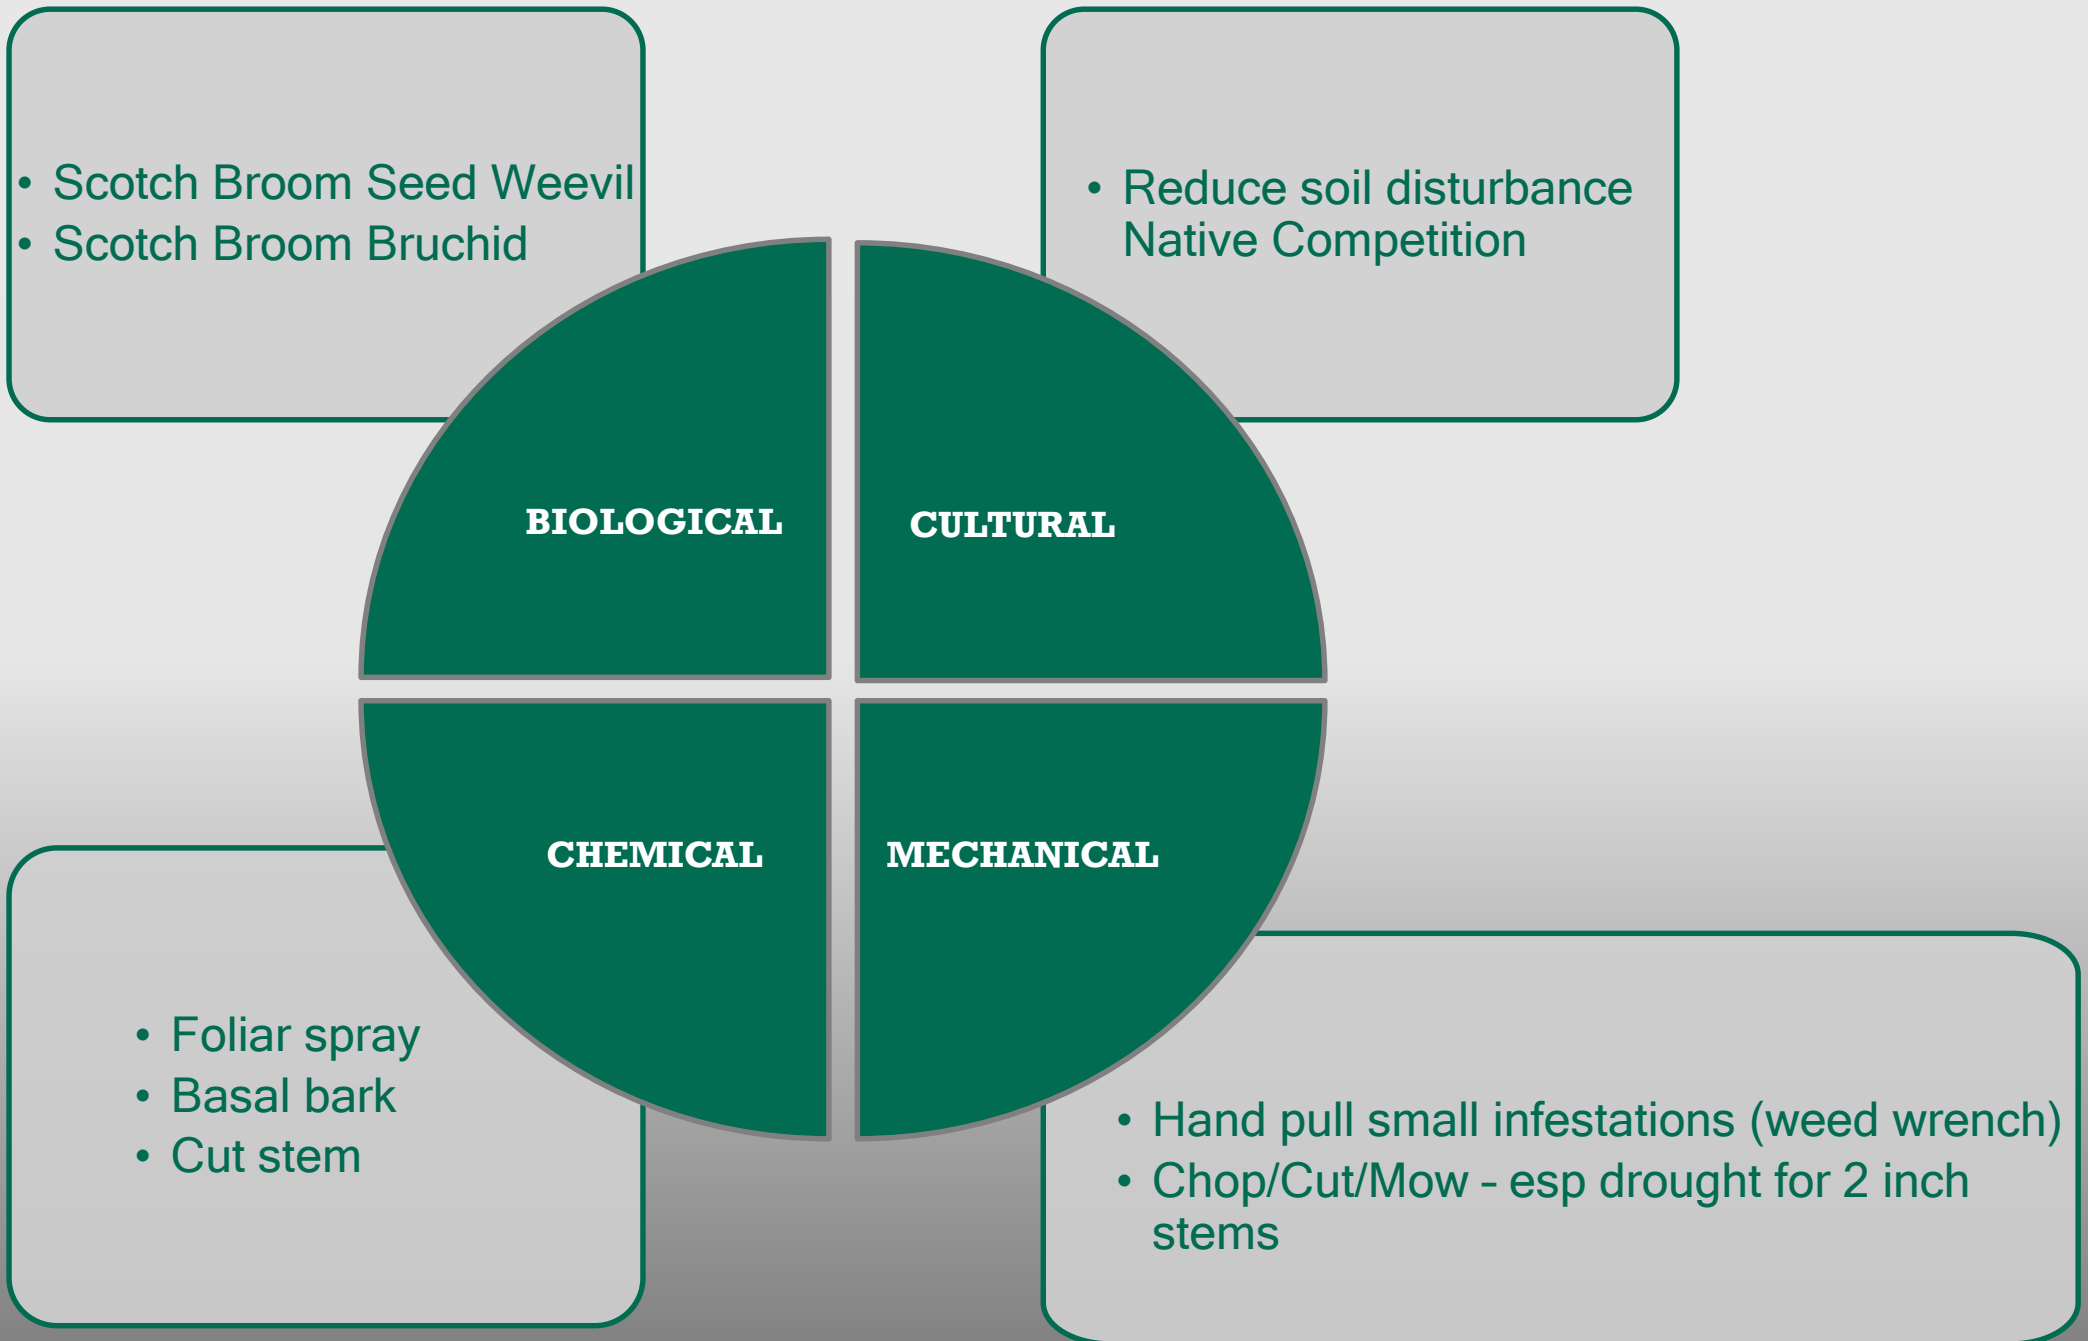 • Scotch Broom Seed Weevil
• Scotch Broom Bruchid
• Reduce soil disturbance
Native Competition
BIOLOGICAL
CULTURAL
CHEMICAL
MECHANICAL
• Foliar spray
• Basal bark
• Cut stem
• Hand pull small infestations (weed wrench)
• Chop/Cut/Mow - esp drought for 2 inch
stems